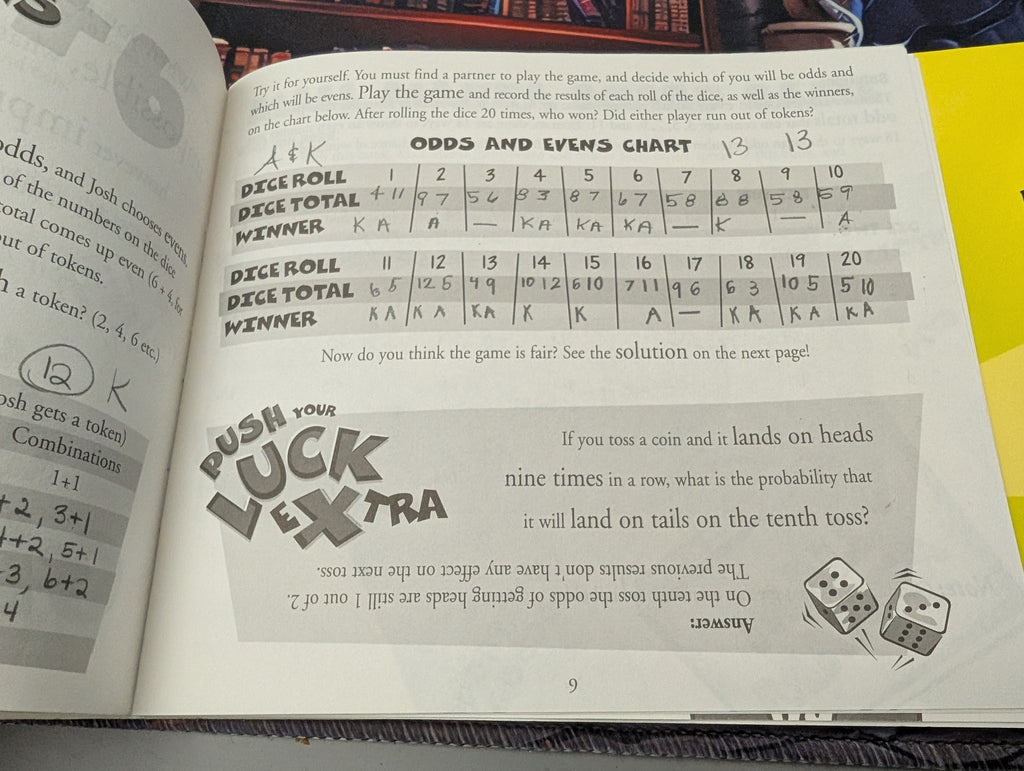 odds, and Josh chooses event.
of the numbers on the dice
total comes up even (6 + 4, for
out of tokens.
a token? (2, 4, 6 etc.)
12 K
osh gets a token)
Combinations
1+1
+2, 3+1
4+2, 5+1
3, 6+2
4
Try it for yourself. You must find a partner to play the game, and decide which of you will be odds and
which will be evens. Play the game and record the results of each roll of the dice, as well as the winners,
on the chart below. After rolling the dice 20 times, who won? Did either player run out of tokens?
A & K ODDS AND EVENS CHART 13 13
DICE ROLL 1 2 3 4 5 6 7 8 9 10
DICE TOTAL 4 11 9 7 5 6 3 8 7 6 7 5 8 8 8 5 8 5 9
WINNER K A A — K A K A K A — K — A
DICE ROLL 11 12 13 14 15 16 17 18 19 20
DICE TOTAL 6 5 12 5 4 9 10 12 6 10 7 11 9 6 6 3 10 5 5 10
WINNER K A K A K A K K A — K A K A K A
Now do you think the game is fair? See the solution on the next page!
PUSH YOUR
LUCK
EXTRA
If you toss a coin and it lands on heads
nine times in a row, what is the probability that
it will land on tails on the tenth toss?
Answer:
On the tenth toss the odds of getting heads are still 1 out of 2.
The previous results don't have any effect on the next toss.
9